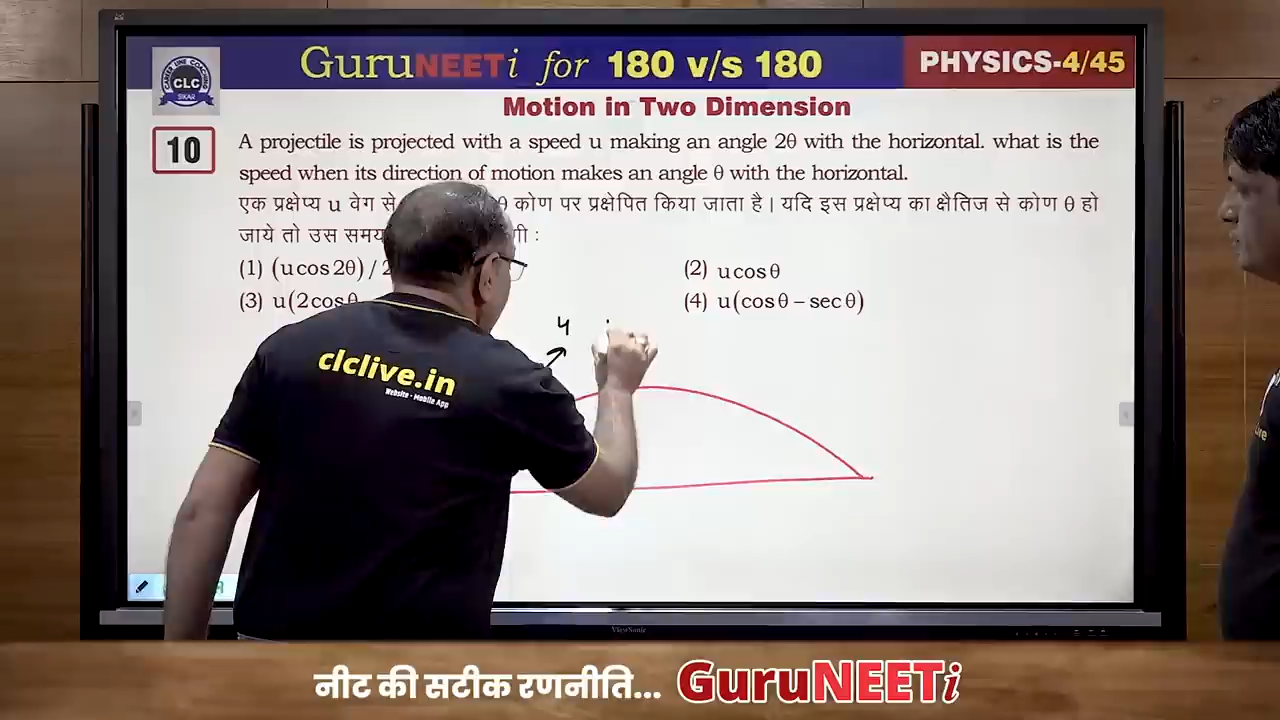 GuruNEETi for 180 v/s 180
PHYSICS-4/45
CLC
SIKAR
Motion in Two Dimension
10
A projectile is projected with a speed u making an angle 2θ with the horizontal. what is the
speed when its direction of motion makes an angle θ with the horizontal.
एक प्रक्षेप्य u वेग से θ कोण पर प्रक्षेपित किया जाता है। यदि इस प्रक्षेप्य का क्षैतिज से कोण θ हो
जाये तो उस समय :
(1) (u cos 2θ) / 2
(2) u cos θ
(3) u(2cosθ
(4) u(cos θ – sec θ)
u
clclive.in
Website - Mobile App
ViewSonic
नीट की सटीक रणनीति... GuruNEETi